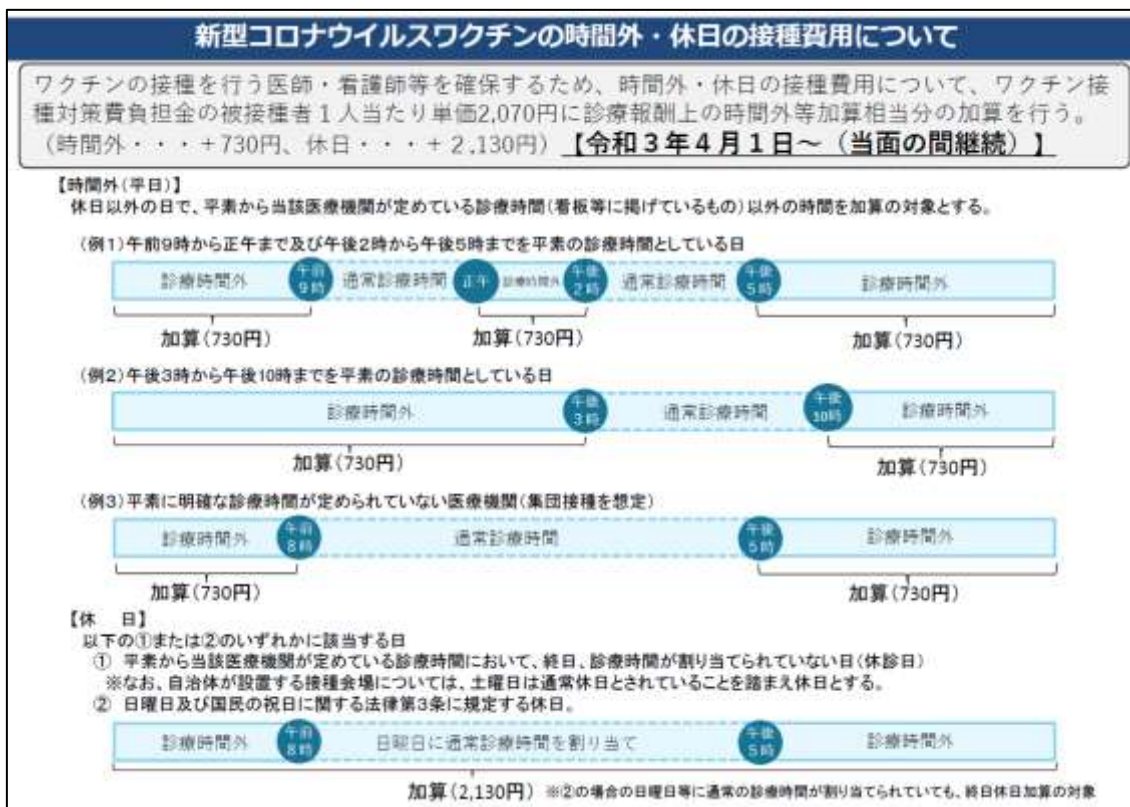 新型コロナウイルスワクチンの時間外・休日の接種費用について
ワクチンの接種を行う医師・看護師等を確保するため、時間外・休日の接種費用について、ワクチン接
種対策費負担金の被接種者１人当たり単価2,070円に診療報酬上の時間外等加算相当分の加算を行う。
（時間外・・・＋730円、休日・・・＋2,130円）【令和３年４月１日～（当面の間継続）】
【時間外（平日）】
休日以外の日で、平素から当該医療機関が定めている診療時間（看板等に掲げているもの）以外の時間を加算の対象とする。
（例１）午前９時から正午まで及び午後２時から午後５時までを平素の診療時間としている日
診療時間外 午前９時 通常診療時間 正午 診療時間外 午後２時 通常診療時間 午後５時 診療時間外
加算（730円） 加算（730円） 加算（730円）
（例２）午後３時から午後10時までを平素の診療時間としている日
診療時間外 午後３時 通常診療時間 午後10時 診療時間外
加算（730円） 加算（730円）
（例３）平素に明確な診療時間が定められていない医療機関（集団接種を想定）
診療時間外 午前８時 通常診療時間 午後５時 診療時間外
加算（730円） 加算（730円）
【休　日】
以下の①または②のいずれかに該当する日
① 平素から当該医療機関が定めている診療時間において、終日、診療時間が割り当てられていない日（休診日）
※なお、自治体が設置する接種会場については、土曜日は通常休日とされていることを踏まえ休日とする。
② 日曜日及び国民の祝日に関する法律第３条に規定する休日。
診療時間外 午前８時 日曜日に通常診療時間を割り当て 午後５時 診療時間外
加算（2,130円） ※②の場合の日曜日等に通常の診療時間が割り当てられていても、終日休日加算の対象